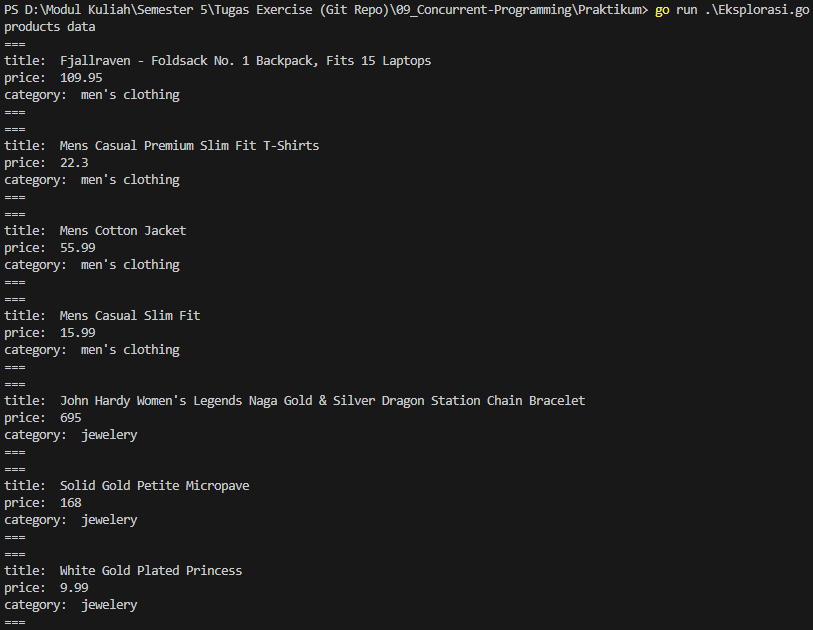 PS D:\Modul Kuliah\Semester 5\Tugas Exercise (Git Repo)\09_Concurrent-Programming\Praktikum> go run .\Eksplorasi.go
products data
===
title:  Fjallraven - Foldsack No. 1 Backpack, Fits 15 Laptops
price:  109.95
category:  men's clothing
===
===
title:  Mens Casual Premium Slim Fit T-Shirts
price:  22.3
category:  men's clothing
===
===
title:  Mens Cotton Jacket
price:  55.99
category:  men's clothing
===
===
title:  Mens Casual Slim Fit
price:  15.99
category:  men's clothing
===
===
title:  John Hardy Women's Legends Naga Gold & Silver Dragon Station Chain Bracelet
price:  695
category:  jewelery
===
===
title:  Solid Gold Petite Micropave
price:  168
category:  jewelery
===
===
title:  White Gold Plated Princess
price:  9.99
category:  jewelery
===